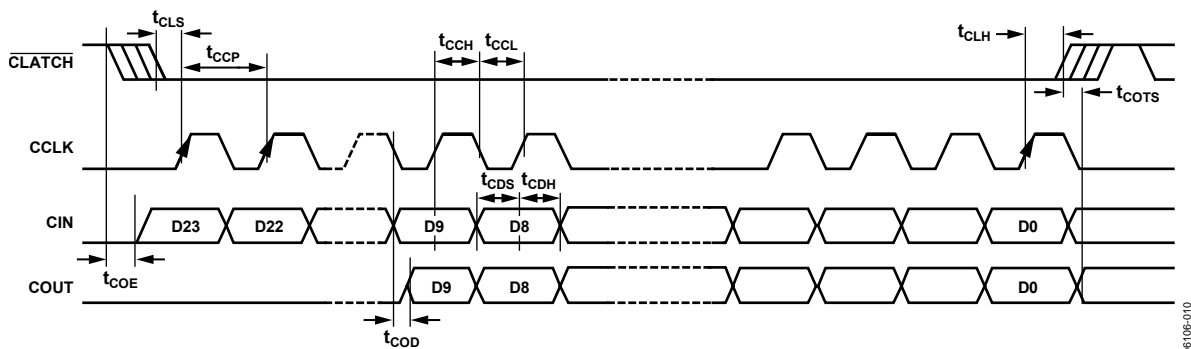 tCLS
tCCP
tCCH
tCCL
tCLH
CLATCH
tCOTS
CCLK
tCDS
tCDH
CIN
D23
D22
D9
D8
D0
tCOE
COUT
D9
D8
D0
tCOD
6106-010